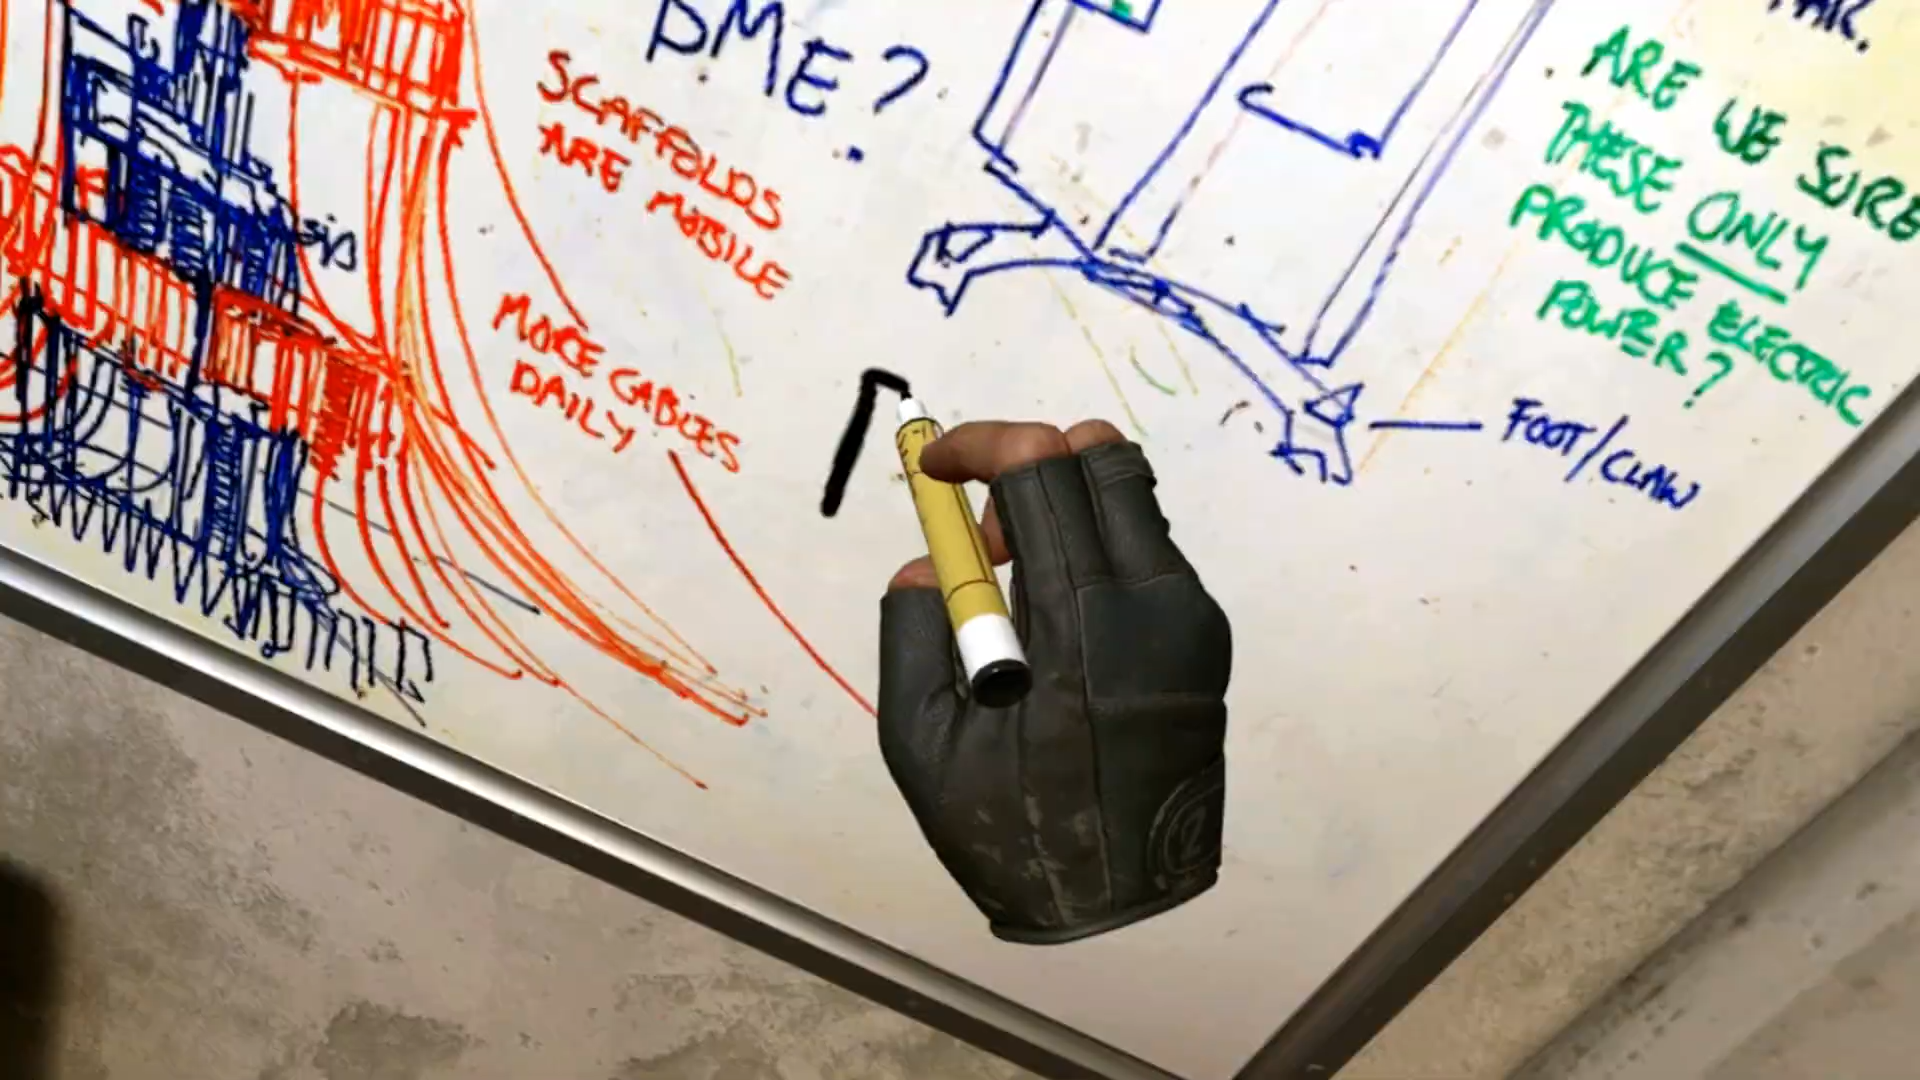 DME?
SCAFFOLDS
ARE MOBILE
MORE CABLES
DAILY
ARE WE SURE
THESE ONLY
PRODUCE ELECTRIC
POWER?
FOOT/CLAW